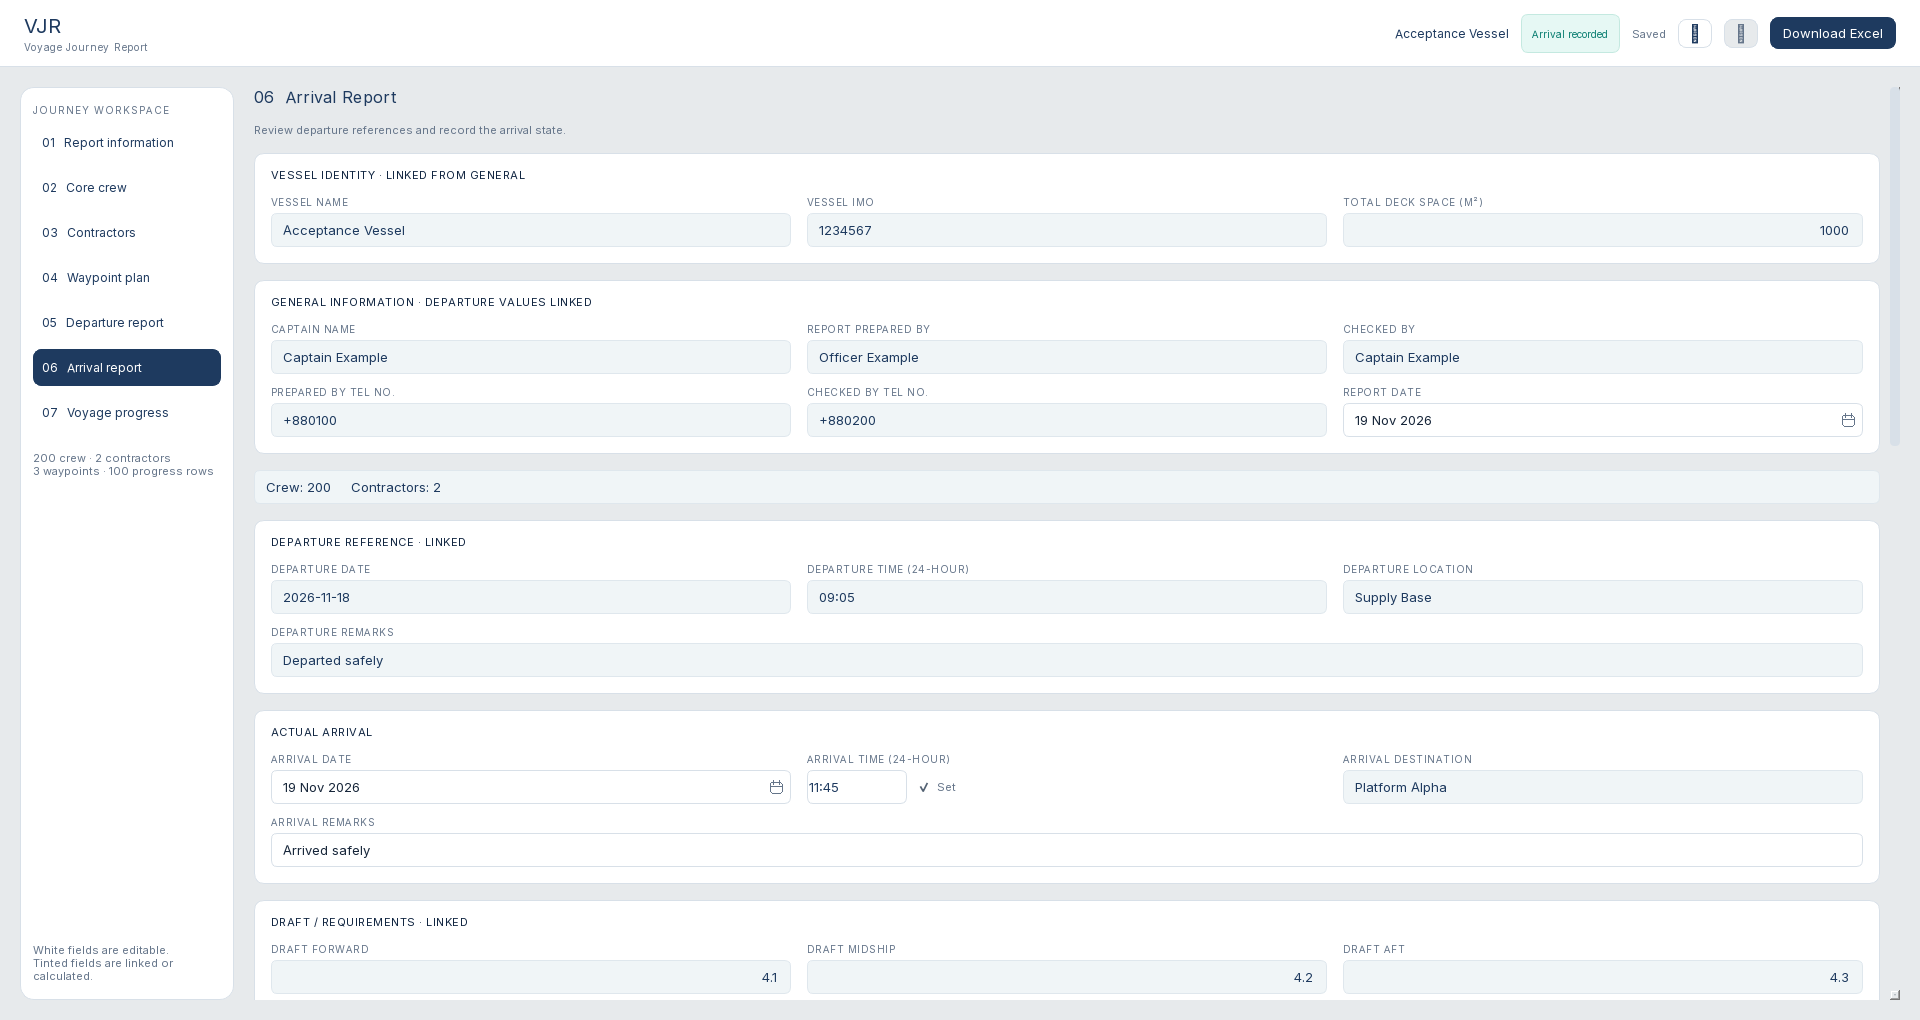 VJR
Voyage Journey Report
Acceptance Vessel
Arrival recorded
Saved
Download Excel
JOURNEY WORKSPACE
01 Report information
02 Core crew
03 Contractors
04 Waypoint plan
05 Departure report
06 Arrival report
07 Voyage progress
200 crew · 2 contractors
3 waypoints · 100 progress rows
White fields are editable.
Tinted fields are linked or
calculated.
06 Arrival Report
Review departure references and record the arrival state.
VESSEL IDENTITY · LINKED FROM GENERAL
VESSEL NAME
Acceptance Vessel
VESSEL IMO
1234567
TOTAL DECK SPACE (M²)
1000
GENERAL INFORMATION · DEPARTURE VALUES LINKED
CAPTAIN NAME
Captain Example
REPORT PREPARED BY
Officer Example
CHECKED BY
Captain Example
PREPARED BY TEL NO.
+880100
CHECKED BY TEL NO.
+880200
REPORT DATE
19 Nov 2026
Crew: 200 Contractors: 2
DEPARTURE REFERENCE · LINKED
DEPARTURE DATE
2026-11-18
DEPARTURE TIME (24-HOUR)
09:05
DEPARTURE LOCATION
Supply Base
DEPARTURE REMARKS
Departed safely
ACTUAL ARRIVAL
ARRIVAL DATE
19 Nov 2026
ARRIVAL TIME (24-HOUR)
11:45
✓ Set
ARRIVAL DESTINATION
Platform Alpha
ARRIVAL REMARKS
Arrived safely
DRAFT / REQUIREMENTS · LINKED
DRAFT FORWARD
4.1
DRAFT MIDSHIP
4.2
DRAFT AFT
4.3